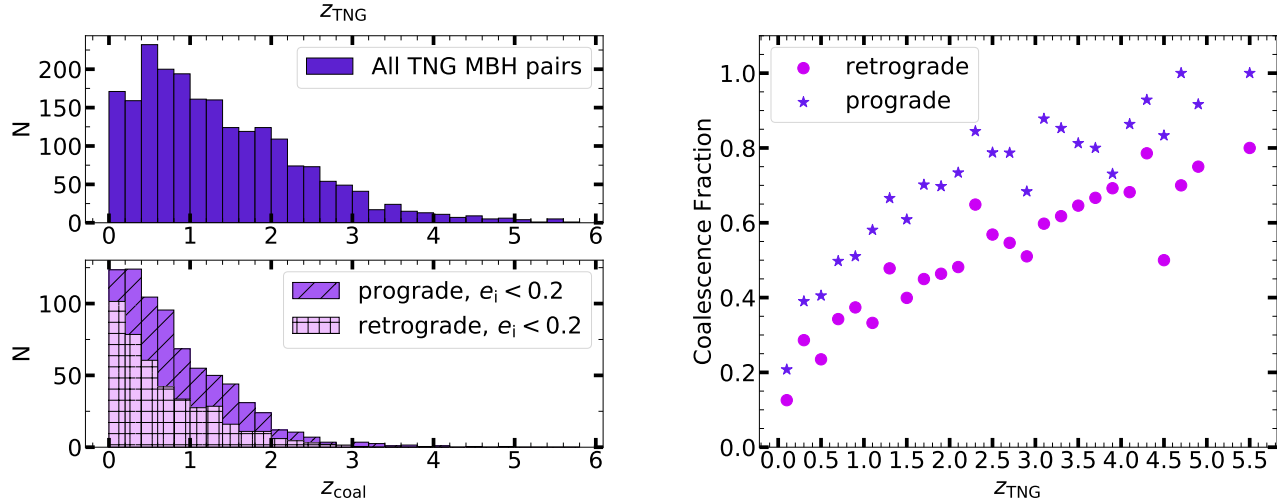 z_TNG
All TNG MBH pairs
N
200
150
100
50
0
0 1 2 3 4 5 6
prograde, e_i < 0.2
retrograde, e_i < 0.2
N
100
50
0
0 1 2 3 4 5 6
z_coal
retrograde
prograde
Coalescence Fraction
1.0
0.8
0.6
0.4
0.2
0.0
0.0 0.5 1.0 1.5 2.0 2.5 3.0 3.5 4.0 4.5 5.0 5.5
z_TNG